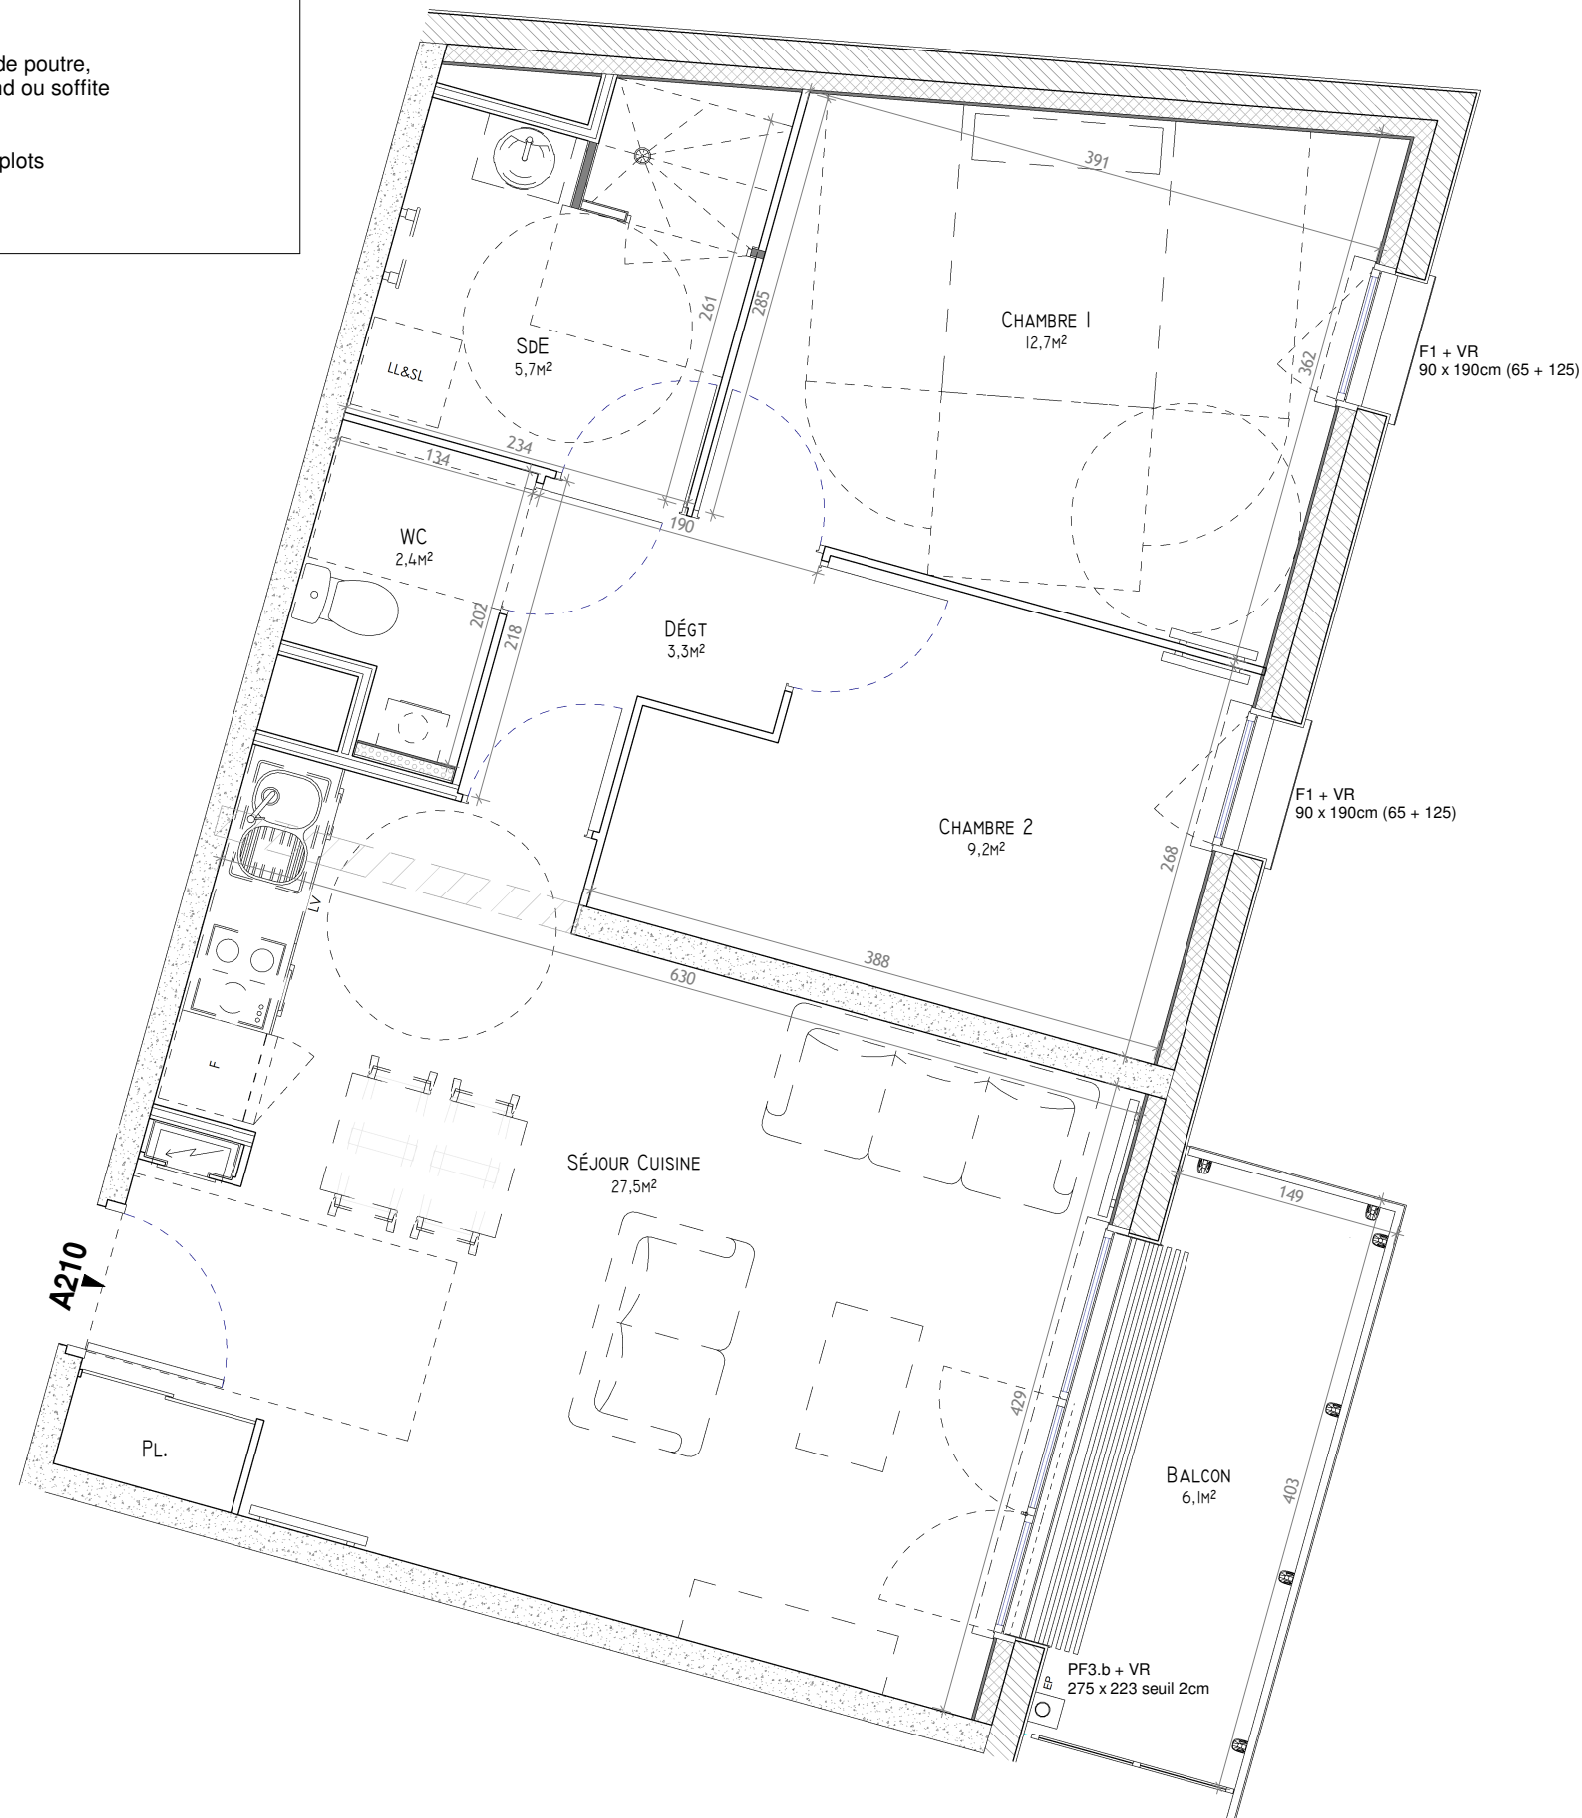 de poutre,
nd ou soffite
plots
391
261
285
CHAMBRE 1
12,7M²
362
F1 + VR
90 x 190cm (65 + 125)
SDE
5,7M²
LL&SL
234
134
190
WC
2,4M²
202
218
DÉGT
3,3M²
F1 + VR
90 x 190cm (65 + 125)
CHAMBRE 2
9,2M²
268
LV
388
630
F
SÉJOUR CUISINE
27,5M²
149
A210
429
PL.
BALCON
6,1M²
403
PF3.b + VR
275 x 223 seuil 2cm
EP